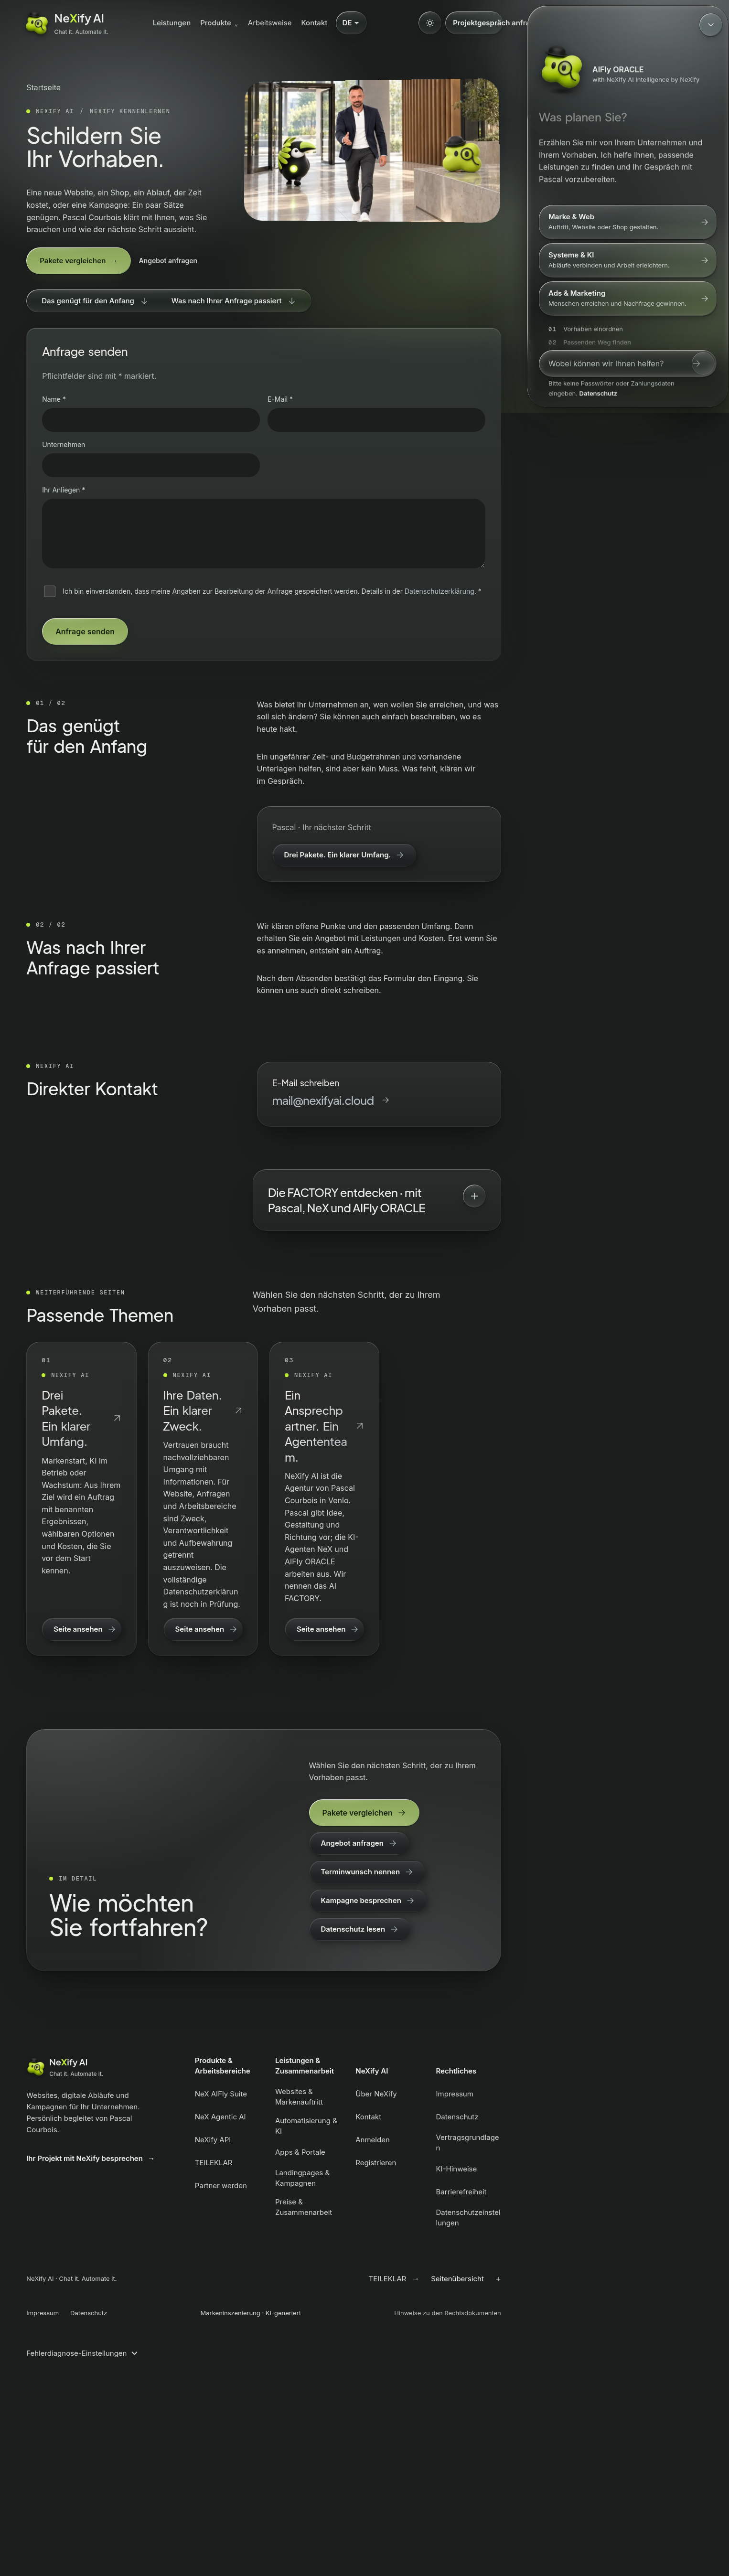 NeXify AI
Chat it. Automate it.
Leistungen
Produkte
Arbeitsweise
Kontakt
DE
Projektgespräch
AIFly ORACLE
with NeXify AI Intelligence by NeXify
Was planen Sie?
Erzählen Sie mir von Ihrem Unternehmen und
Ihrem Vorhaben. Ich helfe Ihnen, passende
Leistungen zu finden und Ihr Gespräch mit
Pascal vorzubereiten.
Marke & Web
Auftritt, Website oder Shop gestalten.
→
Systeme & KI
Abläufe verbinden und Arbeit erleichtern.
→
Ads & Marketing
Menschen erreichen und Nachfrage gewinnen.
→
01 Vorhaben einordnen
02 Passenden Weg finden
Wobei können wir Ihnen helfen? →
Bitte keine Passwörter oder Zahlungsdaten
eingeben. Datenschutz
Startseite
NEXIFY AI / NEXIFY KENNENLERNEN
Schildern Sie
Ihr Vorhaben.
Eine neue Website, ein Shop, ein Ablauf, der Zeit
kostet, oder eine Kampagne: Ein paar Sätze
genügen. Pascal Courbois klärt mit Ihnen, was Sie
brauchen und wie der nächste Schritt aussieht.
Pakete vergleichen →
Angebot anfragen
Das genügt für den Anfang ↓
Was nach Ihrer Anfrage passiert ↓
Anfrage senden
Pflichtfelder sind mit * markiert.
Name *
E-Mail *
Unternehmen
Ihr Anliegen *
Ich bin einverstanden, dass meine Angaben zur Bearbeitung der Anfrage gespeichert werden. Details in der Datenschutzerklärung. *
Anfrage senden
01 / 02
Das genügt
für den Anfang
Was bietet Ihr Unternehmen an, wen wollen Sie erreichen, und was
soll sich ändern? Sie können auch einfach beschreiben, wo es
heute hakt.
Ein ungefährer Zeit- und Budgetrahmen und vorhandene
Unterlagen helfen, sind aber kein Muss. Was fehlt, klären wir
im Gespräch.
Pascal · Ihr nächster Schritt
Drei Pakete. Ein klarer Umfang. →
02 / 02
Was nach Ihrer
Anfrage passiert
Wir klären offene Punkte und den passenden Umfang. Dann
erhalten Sie ein Angebot mit Leistungen und Kosten. Erst wenn Sie
es annehmen, entsteht ein Auftrag.
Nach dem Absenden bestätigt das Formular den Eingang. Sie
können uns auch direkt schreiben.
NEXIFY AI
Direkter Kontakt
E-Mail schreiben
mail@nexifyai.cloud →
Die FACTORY entdecken · mit
Pascal, NeX und AIFly ORACLE
+
WEITERFÜHRENDE SEITEN
Passende Themen
Wählen Sie den nächsten Schritt, der zu Ihrem
Vorhaben passt.
01
NEXIFY AI
Drei
Pakete.
Ein klarer
Umfang.
↗
Markenstart, KI im
Betrieb oder
Wachstum: Aus Ihrem
Ziel wird ein Auftrag
mit benannten
Ergebnissen,
wählbaren Optionen
und Kosten, die Sie
vor dem Start
kennen.
Seite ansehen →
02
NEXIFY AI
Ihre Daten.
Ein klarer
Zweck.
↗
Vertrauen braucht
nachvollziehbaren
Umgang mit
Informationen. Für
Website, Anfragen
und Arbeitsbereiche
sind Zweck,
Verantwortlichkeit
und Aufbewahrung
getrennt
auszuweisen. Die
vollständige
Datenschutzerklärun
g ist noch in Prüfung.
Seite ansehen →
03
NEXIFY AI
Ein
Ansprechp
artner. Ein
Agententea
m.
↗
NeXify AI ist die
Agentur von Pascal
Courbois in Venlo.
Pascal gibt Idee,
Gestaltung und
Richtung vor; die KI-
Agenten NeX und
AIFly ORACLE
arbeiten aus. Wir
nennen das AI
FACTORY.
Seite ansehen →
IM DETAIL
Wie möchten
Sie fortfahren?
Wählen Sie den nächsten Schritt, der zu Ihrem
Vorhaben passt.
Pakete vergleichen →
Angebot anfragen →
Terminwunsch nennen →
Kampagne besprechen →
Datenschutz lesen →
NeXify AI
Chat it. Automate it.
Websites, digitale Abläufe und
Kampagnen für Ihr Unternehmen.
Persönlich begleitet von Pascal
Courbois.
Ihr Projekt mit NeXify besprechen →
Produkte &
Arbeitsbereiche
NeX AIFly Suite
NeX Agentic AI
NeXify API
TEILEKLAR
Partner werden
Leistungen &
Zusammenarbeit
Websites &
Markenauftritt
Automatisierung &
KI
Apps & Portale
Landingpages &
Kampagnen
Preise &
Zusammenarbeit
NeXify AI
Über NeXify
Kontakt
Anmelden
Registrieren
Rechtliches
Impressum
Datenschutz
Vertragsgrundlage
n
KI-Hinweise
Barrierefreiheit
Datenschutzeinstel
lungen
NeXify AI · Chat it. Automate it.
TEILEKLAR →
Seitenübersicht +
Impressum
Datenschutz
Markeninszenierung · KI-generiert
Hinweise zu den Rechtsdokumenten
Fehlerdiagnose-Einstellungen